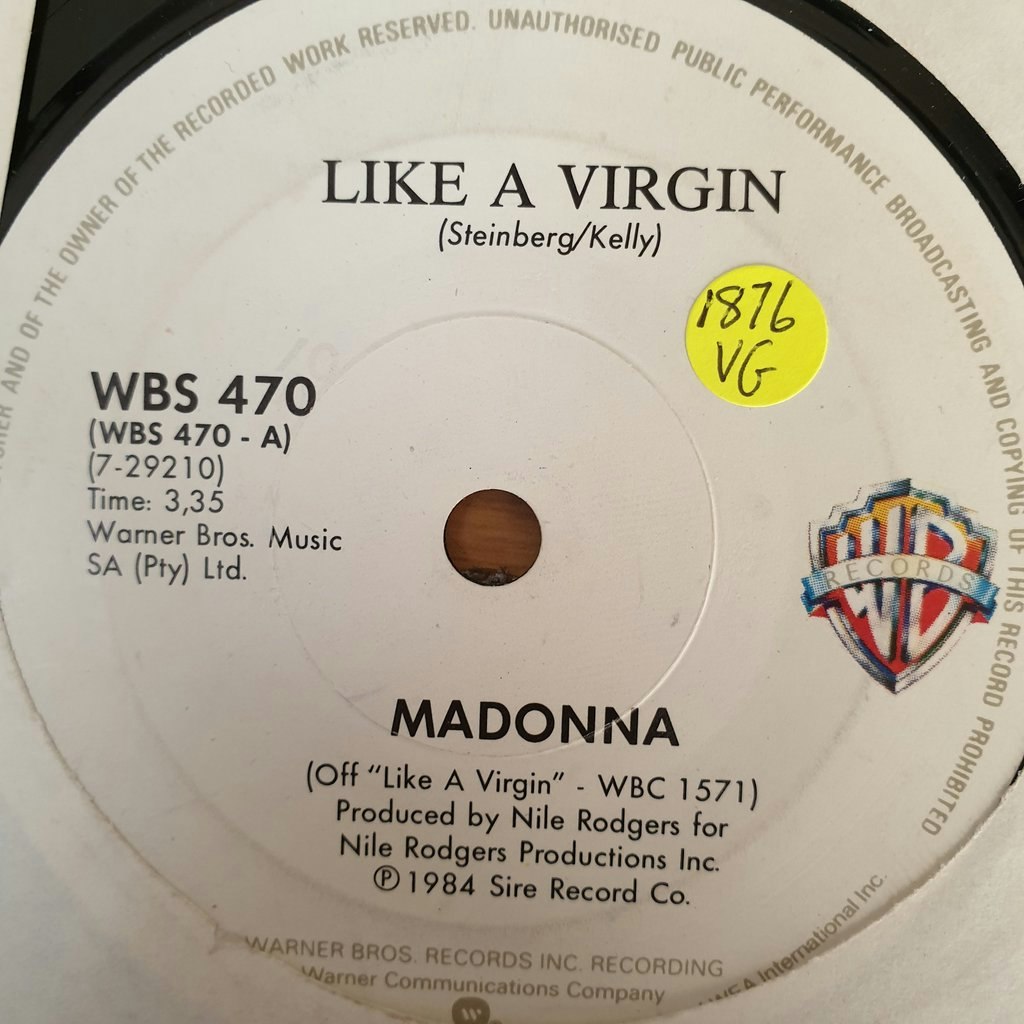 AND OF THE OWNER OF THE RECORDED WORK RESERVED. UNAUTHORISED PUBLIC PERFORMANCE BROADCASTING AND COPYING OF THIS RECORD PROHIBITED
LIKE A VIRGIN
(Steinberg/Kelly)
1876
VG
WBS 470
(WBS 470 - A)
(7-29210)
Time: 3,35
Warner Bros. Music
SA (Pty) Ltd.
RECORDS
MADONNA
(Off "Like A Virgin" - WBC 1571)
Produced by Nile Rodgers for
Nile Rodgers Productions Inc.
℗ 1984 Sire Record Co.
WARNER BROS. RECORDS INC. RECORDING
Warner Communications Company
WEA International Inc.